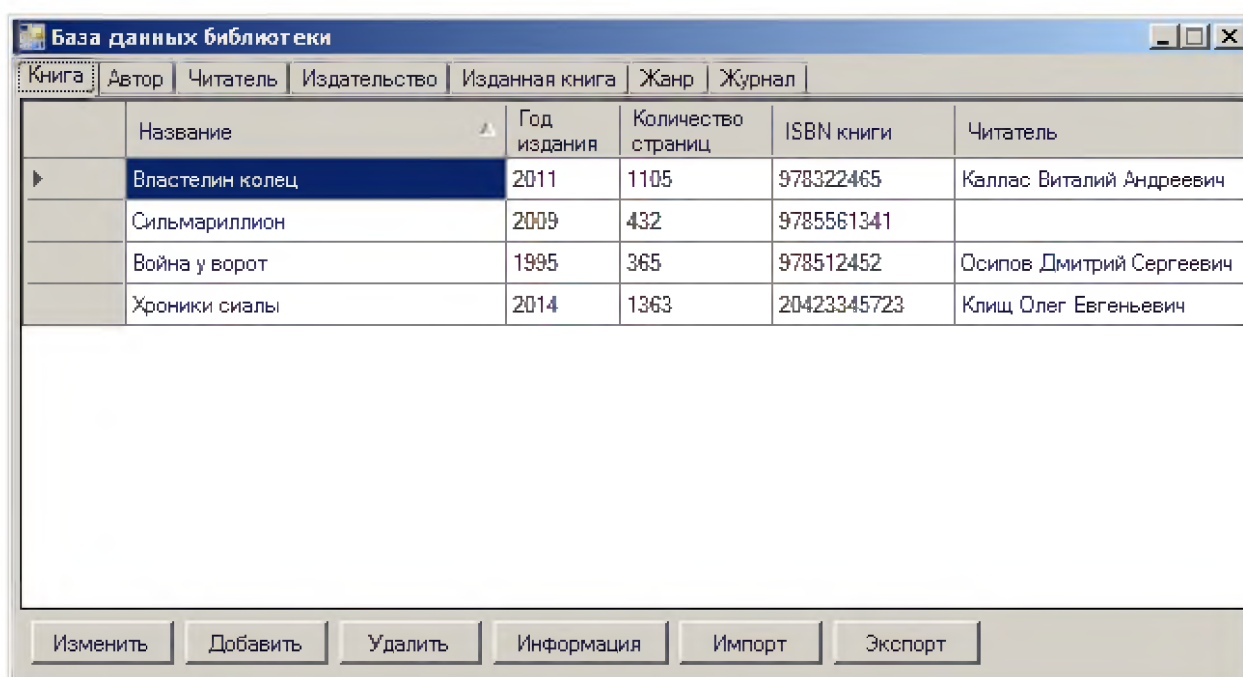 База данных библиотеки
Книга Автор Читатель Издательство Изданная книга Жанр Журнал
Название Год издания Количество страниц ISBN книги Читатель
Властелин колец 2011 1105 978322465 Каллас Виталий Андреевич
Сильмариллион 2009 432 9785561341
Война у ворот 1995 365 978512452 Осипов Дмитрий Сергеевич
Хроники сиалы 2014 1363 20423345723 Клищ Олег Евгеньевич
Изменить Добавить Удалить Информация Импорт Экспорт